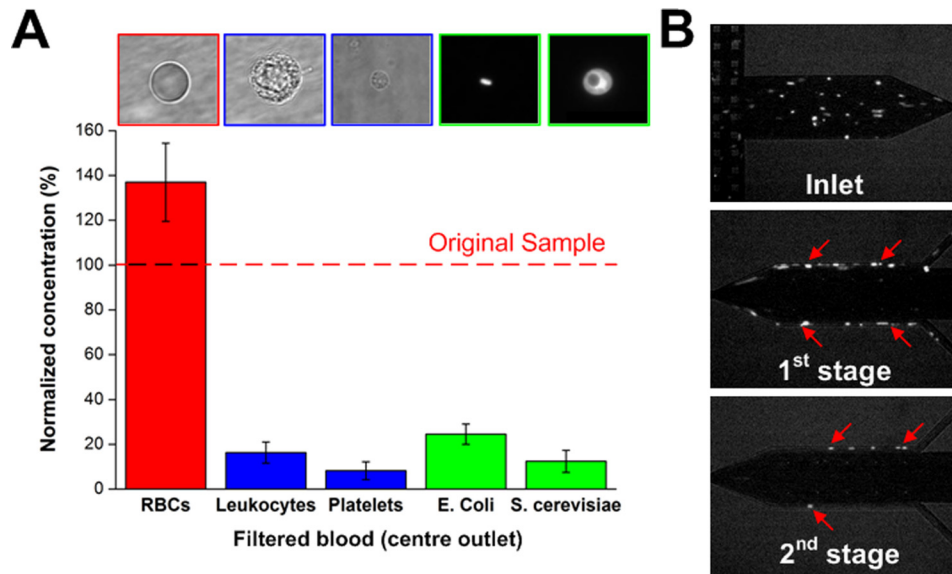 A
B
160
140
120
100
80
60
40
20
0
Normalized concentration (%)
Original Sample
RBCs Leukocytes Platelets E. Coli S. cerevisiae
Filtered blood (centre outlet)
Inlet
1st stage
2nd stage